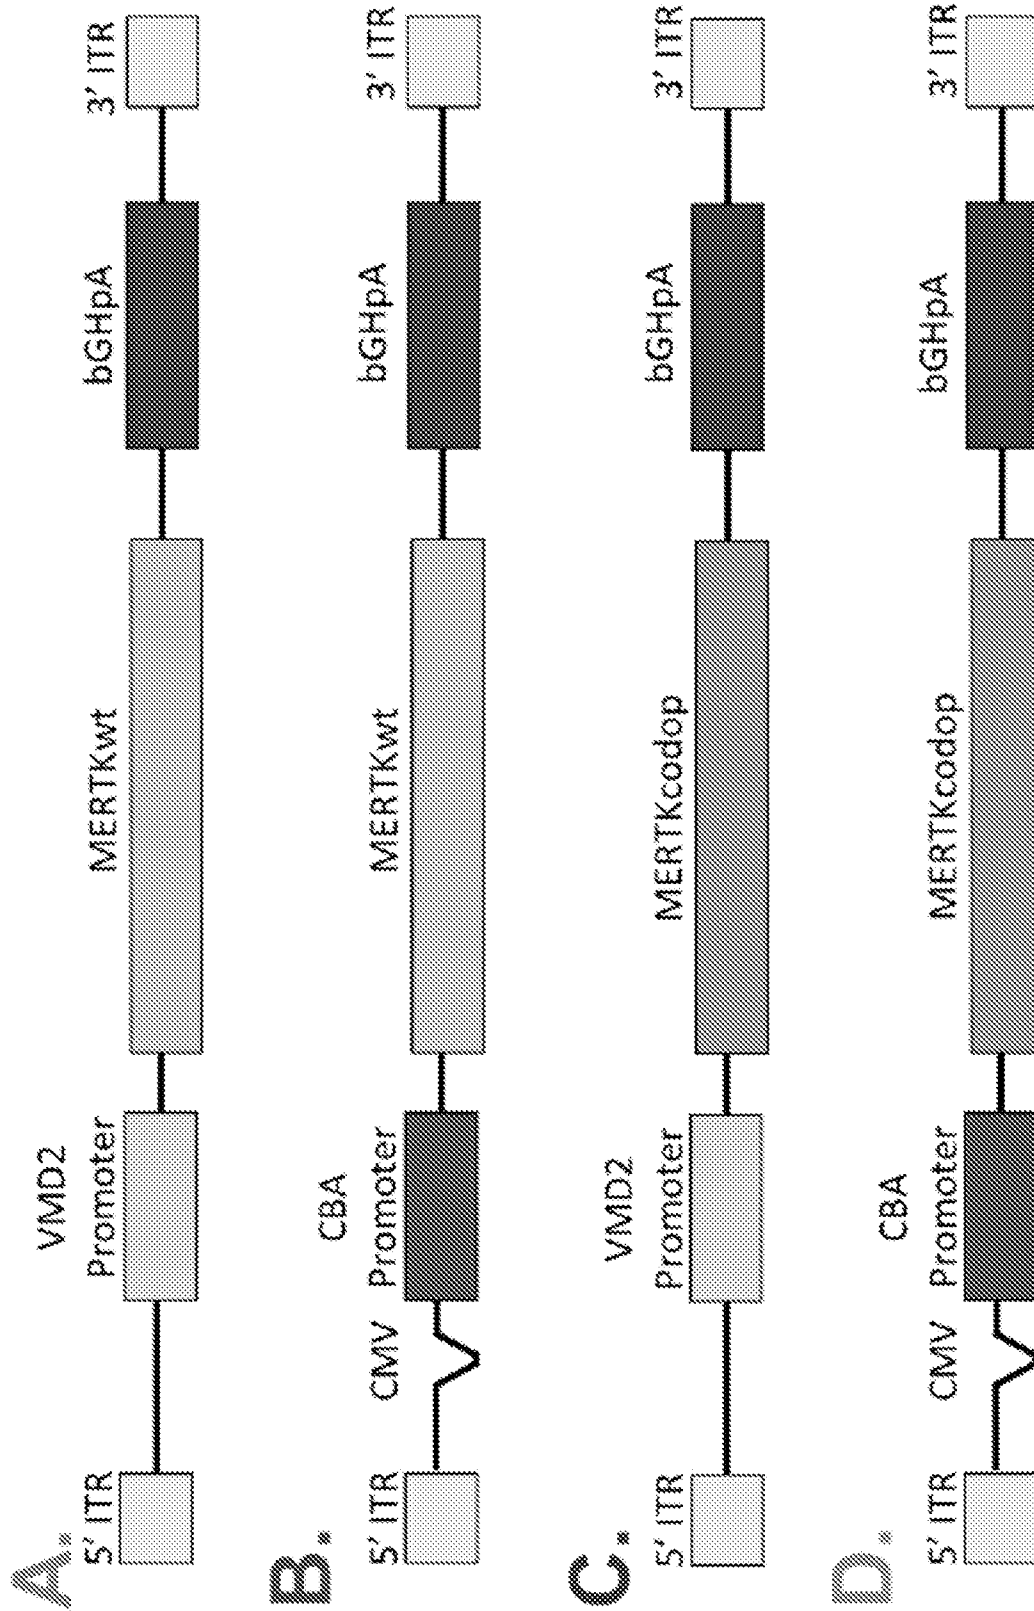 A.
5' ITR
VMD2
Promoter
MERTKwt
bGHpA
3' ITR
B.
5' ITR
CMV
CBA
Promoter
MERTKwt
bGHpA
3' ITR
C.
5' ITR
VMD2
Promoter
MERTKcodop
bGHpA
3' ITR
D.
5' ITR
CMV
CBA
Promoter
MERTKcodop
bGHpA
3' ITR